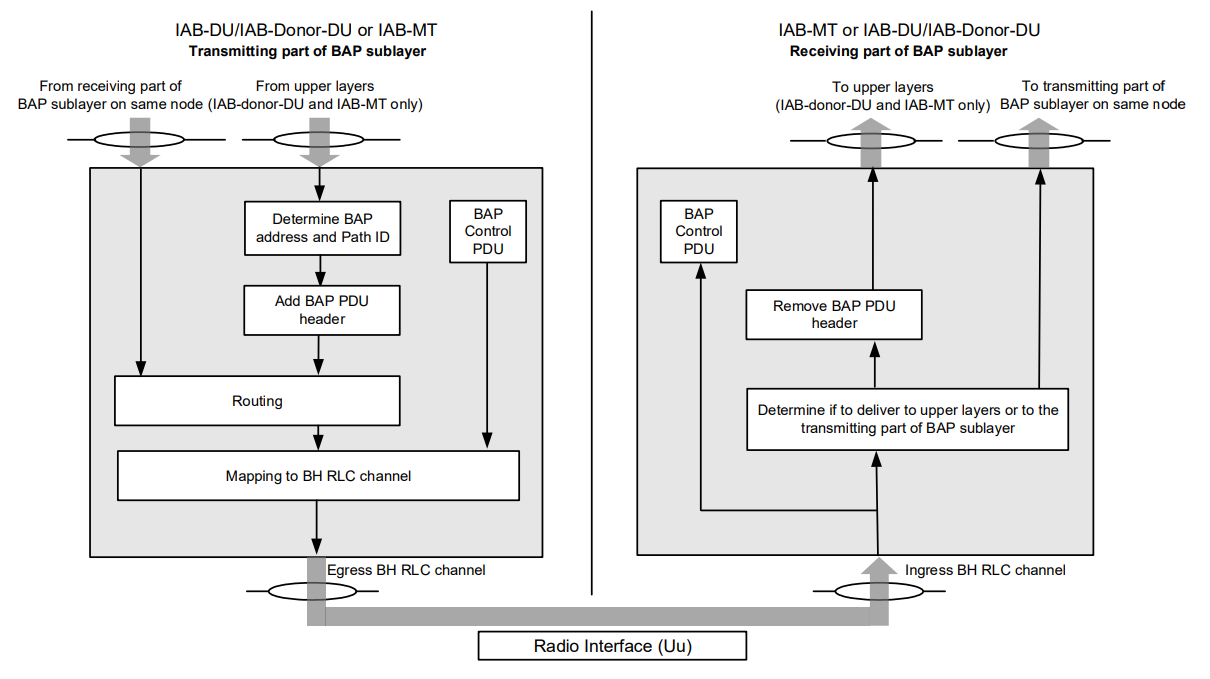 IAB-DU/IAB-Donor-DU or IAB-MT
Transmitting part of BAP sublayer
From receiving part of
BAP sublayer on same node
From upper layers
(IAB-donor-DU and IAB-MT only)
Determine BAP
address and Path ID
BAP
Control
PDU
Add BAP PDU
header
Routing
Mapping to BH RLC channel
Egress BH RLC channel
IAB-MT or IAB-DU/IAB-Donor-DU
Receiving part of BAP sublayer
To upper layers
(IAB-donor-DU and IAB-MT only)
To transmitting part of
BAP sublayer on same node
BAP
Control
PDU
Remove BAP PDU
header
Determine if to deliver to upper layers or to the
transmitting part of BAP sublayer
Ingress BH RLC channel
Radio Interface (Uu)